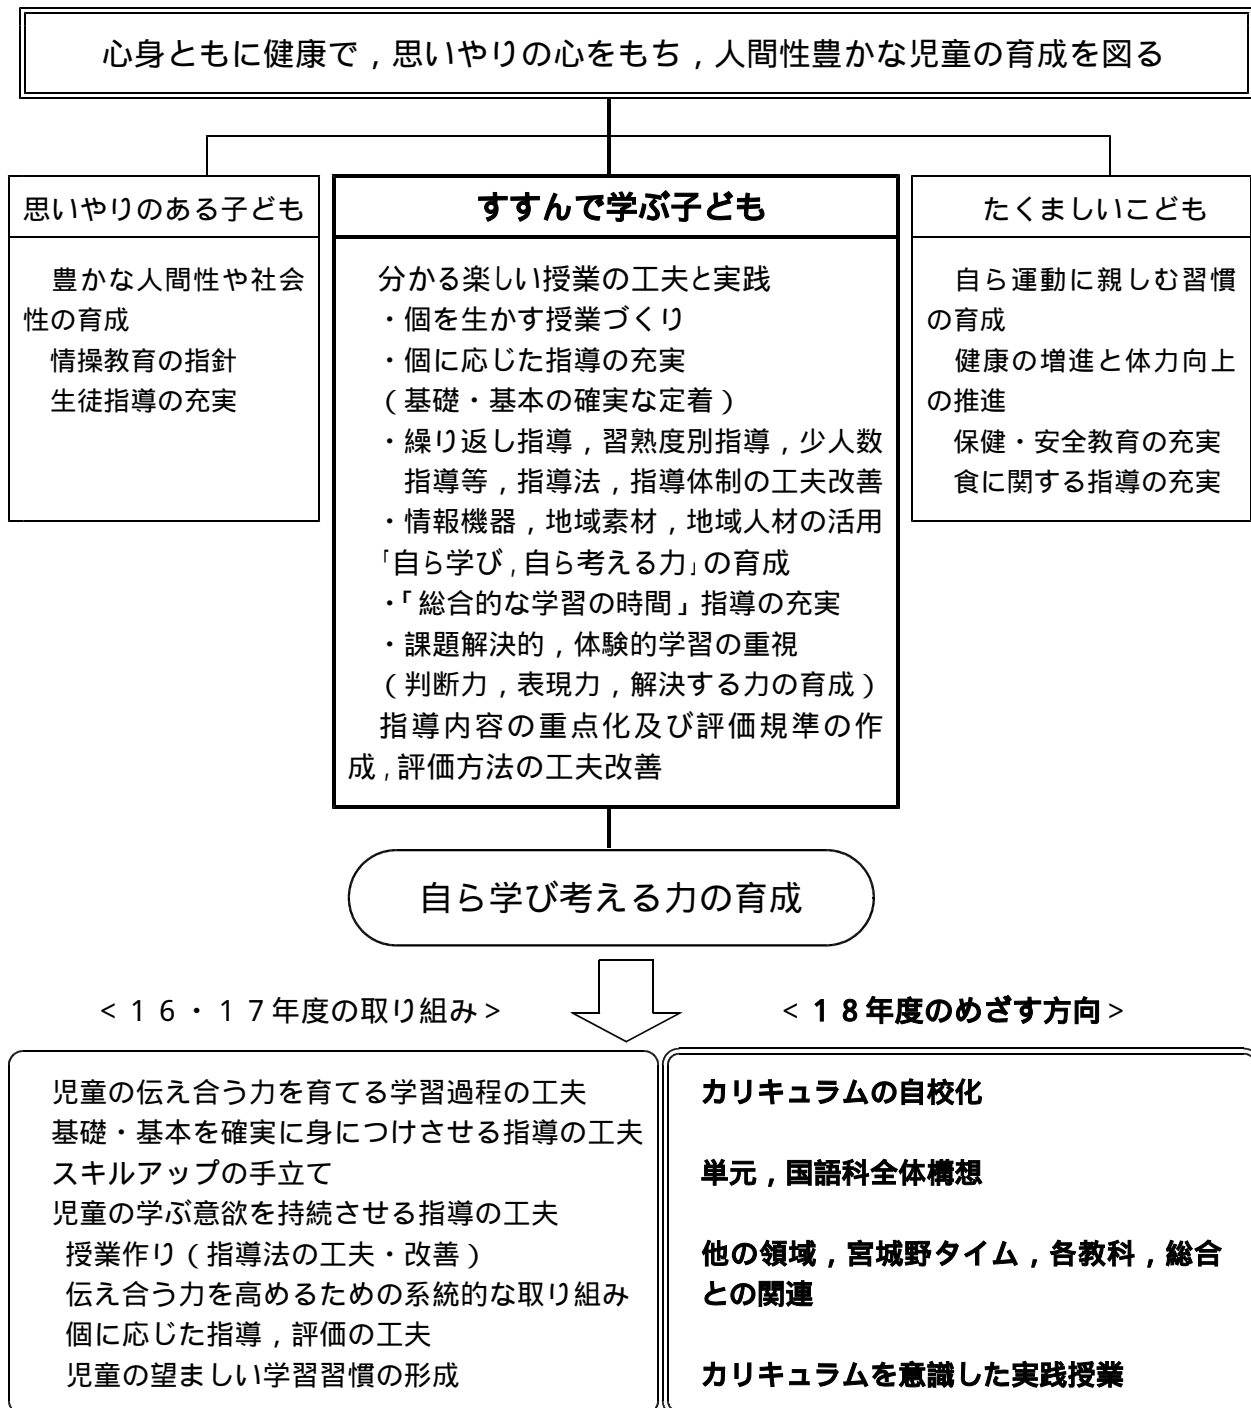 心身ともに健康で，思いやりの心をもち，人間性豊かな児童の育成を図る
思いやりのある子ども
豊かな人間性や社会
性の育成
情操教育の指針
生徒指導の充実
すすんで学ぶ子ども
分かる楽しい授業の工夫と実践
・個を生かす授業づくり
・個に応じた指導の充実
（基礎・基本の確実な定着）
・繰り返し指導，習熟度別指導，少人数
指導等，指導法，指導体制の工夫改善
・情報機器，地域素材，地域人材の活用
「自ら学び，自ら考える力」の育成
・「総合的な学習の時間」指導の充実
・課題解決的，体験的学習の重視
（判断力，表現力，解決する力の育成）
指導内容の重点化及び評価規準の作
成，評価方法の工夫改善
たくましいこども
自ら運動に親しむ習慣
の育成
健康の増進と体力向上
の推進
保健・安全教育の充実
食に関する指導の充実
自ら学び考える力の育成
＜１６・１７年度の取り組み＞
児童の伝え合う力を育てる学習過程の工夫
基礎・基本を確実に身につけさせる指導の工夫
スキルアップの手立て
児童の学ぶ意欲を持続させる指導の工夫
授業作り（指導法の工夫・改善）
伝え合う力を高めるための系統的な取り組み
個に応じた指導，評価の工夫
児童の望ましい学習習慣の形成
＜１８年度のめざす方向＞
カリキュラムの自校化
単元，国語科全体構想
他の領域，宮城野タイム，各教科，総合
との関連
カリキュラムを意識した実践授業